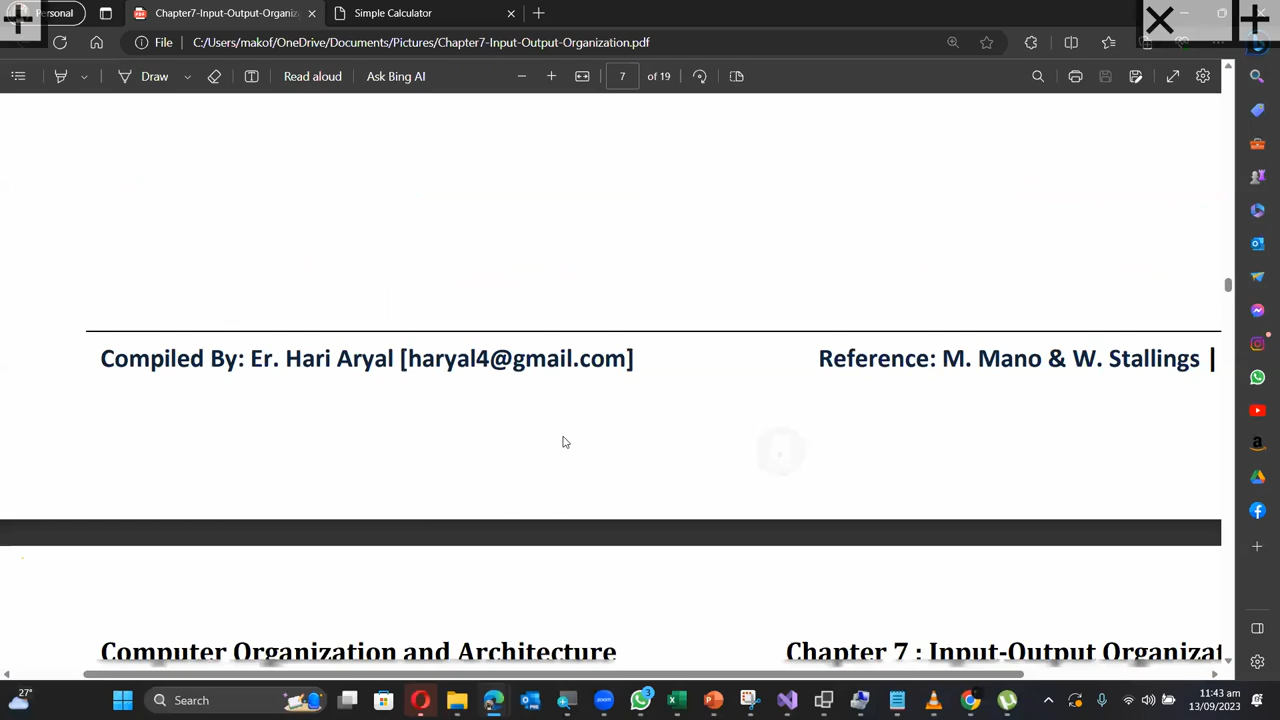 Personal
Chapter7-Input-Output-Organiz
Simple Calculator
File
C:/Users/makof/OneDrive/Documents/Pictures/Chapter7-Input-Output-Organization.pdf
Draw
Read aloud
Ask Bing AI
7
of 19
Compiled By: Er. Hari Aryal [haryal4@gmail.com]
Reference: M. Mano & W. Stallings |
Computer Organization and Architecture
Chapter 7 : Input-Output Organizat
27°
Search
3
11:43 am
13/09/2023